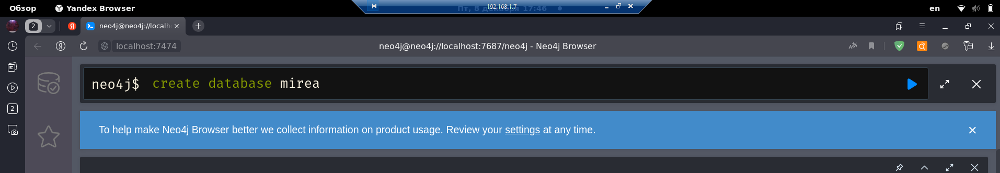 Обзор
Yandex Browser
Пт, 8 декабря 17:46
192.168.1.7
en
2
Я
neo4j@neo4j://localh
Я
localhost:7474
neo4j@neo4j://localhost:7687/neo4j - Neo4j Browser
neo4j$ create database mirea
2
To help make Neo4j Browser better we collect information on product usage. Review your settings at any time.